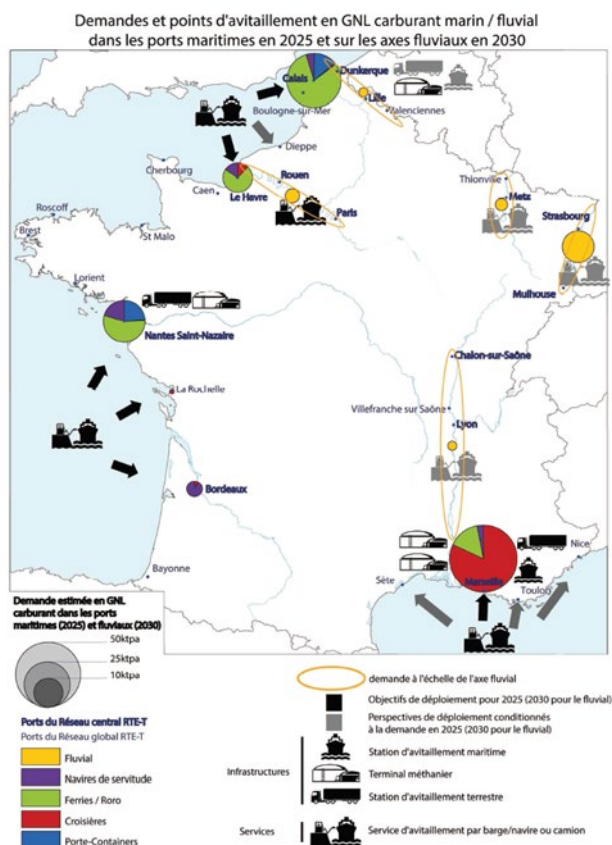 Demandes et points d'avitaillement en GNL carburant marin / fluvial
dans les ports maritimes en 2025 et sur les axes fluviaux en 2030
Calais
Dunkerque
Lille
Valenciennes
Boulogne-sur-Mer
Dieppe
Cherbourg
Rouen
Caen
Le Havre
Paris
Thionville
Metz
Strasbourg
Mulhouse
Roscoff
Brest
St Malo
Lorient
Nantes Saint-Nazaire
Chalon-sur-Saône
La Rochelle
Villefranche sur Saône
Lyon
Bordeaux
Bayonne
Marseille
Nice
Sète
Toulon
Demande estimée en GNL
carburant dans les ports
maritimes (2025) et fluviaux (2030)
50ktpa
25ktpa
10ktpa
Ports du Réseau central RTE-T
Ports du Réseau global RTE-T
Fluvial
Navires de servitude
Ferries / Roro
Croisières
Porte-Containers
demande à l'échelle de l'axe fluvial
Objectifs de déploiement pour 2025 (2030 pour le fluvial)
Perspectives de déploiement conditionnés
à la demande en 2025 (2030 pour le fluvial)
Infrastructures
Station d'avitaillement maritime
Terminal méthanier
Station d'avitaillement terrestre
Services
Service d'avitaillement par barge/navire ou camion